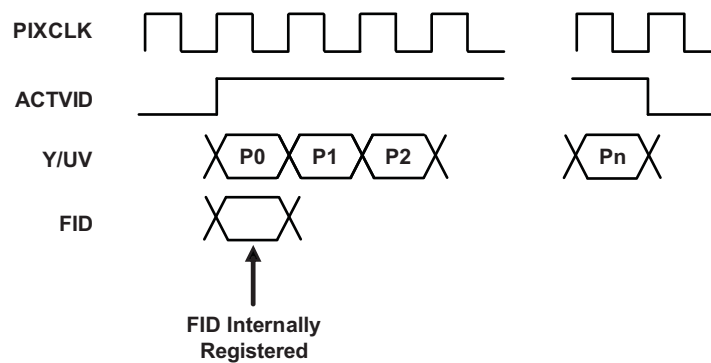 PIXCLK
ACTVID
Y/UV P0 P1 P2 Pn
FID
FID Internally
Registered